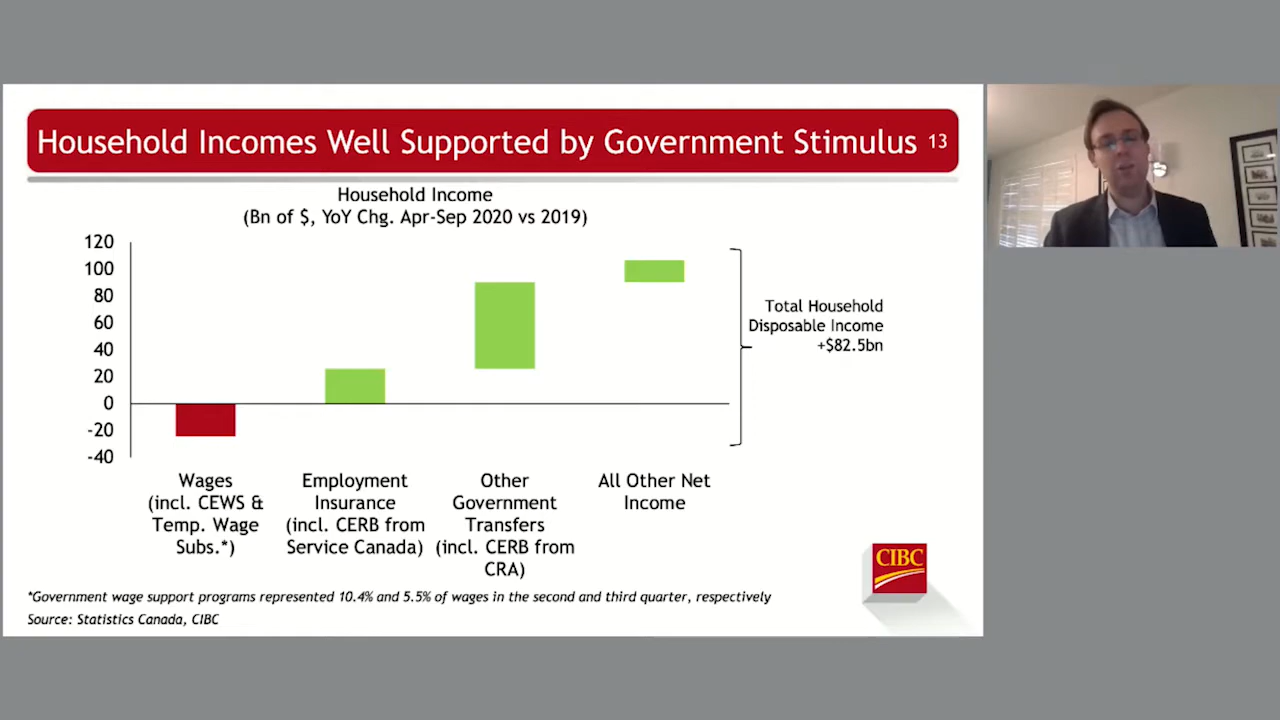 Household Incomes Well Supported by Government Stimulus 13
Household Income
(Bn of $, YoY Chg. Apr-Sep 2020 vs 2019)
120
100
80
60
40
20
0
-20
-40
Total Household
Disposable Income
+$82.5bn
Wages
(incl. CEWS &
Temp. Wage
Subs.*)
Employment
Insurance
(incl. CERB from
Service Canada)
Other
Government
Transfers
(incl. CERB from
CRA)
All Other Net
Income
CIBC
*Government wage support programs represented 10.4% and 5.5% of wages in the second and third quarter, respectively
Source: Statistics Canada, CIBC